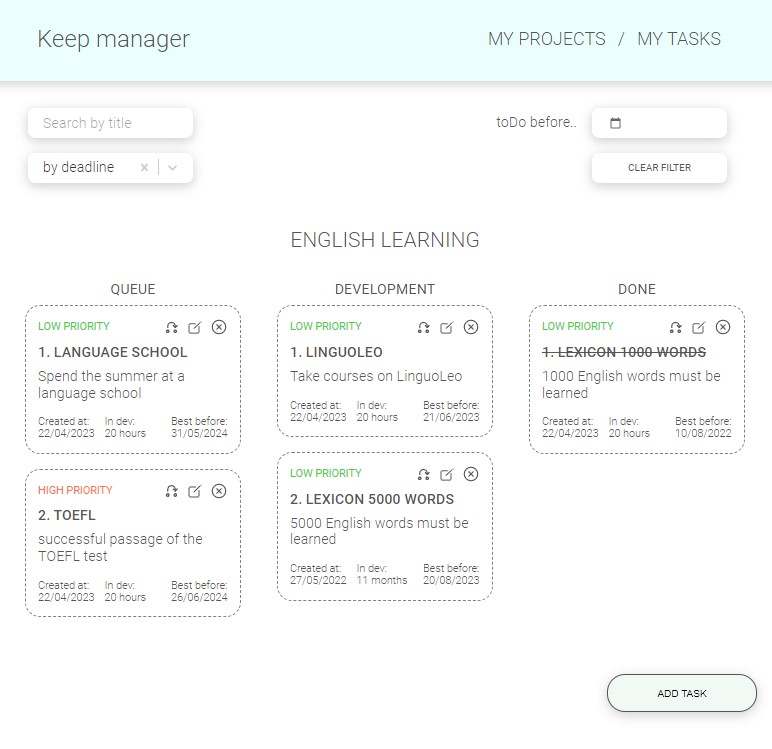 Keep manager
MY PROJECTS / MY TASKS
Search by title
toDo before..
by deadline
CLEAR FILTER
ENGLISH LEARNING
QUEUE
LOW PRIORITY
1. LANGUAGE SCHOOL
Spend the summer at a
language school
Created at: In dev: Best before:
22/04/2023 20 hours 31/05/2024
HIGH PRIORITY
2. TOEFL
successful passage of the
TOEFL test
Created at: In dev: Best before:
22/04/2023 20 hours 26/06/2024
DEVELOPMENT
LOW PRIORITY
1. LINGUOLEO
Take courses on LinguoLeo
Created at: In dev: Best before:
22/04/2023 20 hours 21/06/2023
LOW PRIORITY
2. LEXICON 5000 WORDS
5000 English words must be
learned
Created at: In dev: Best before:
27/05/2022 11 months 20/08/2023
DONE
LOW PRIORITY
1. LEXICON 1000 WORDS
1000 English words must be
learned
Created at: In dev: Best before:
22/04/2023 20 hours 10/08/2022
ADD TASK